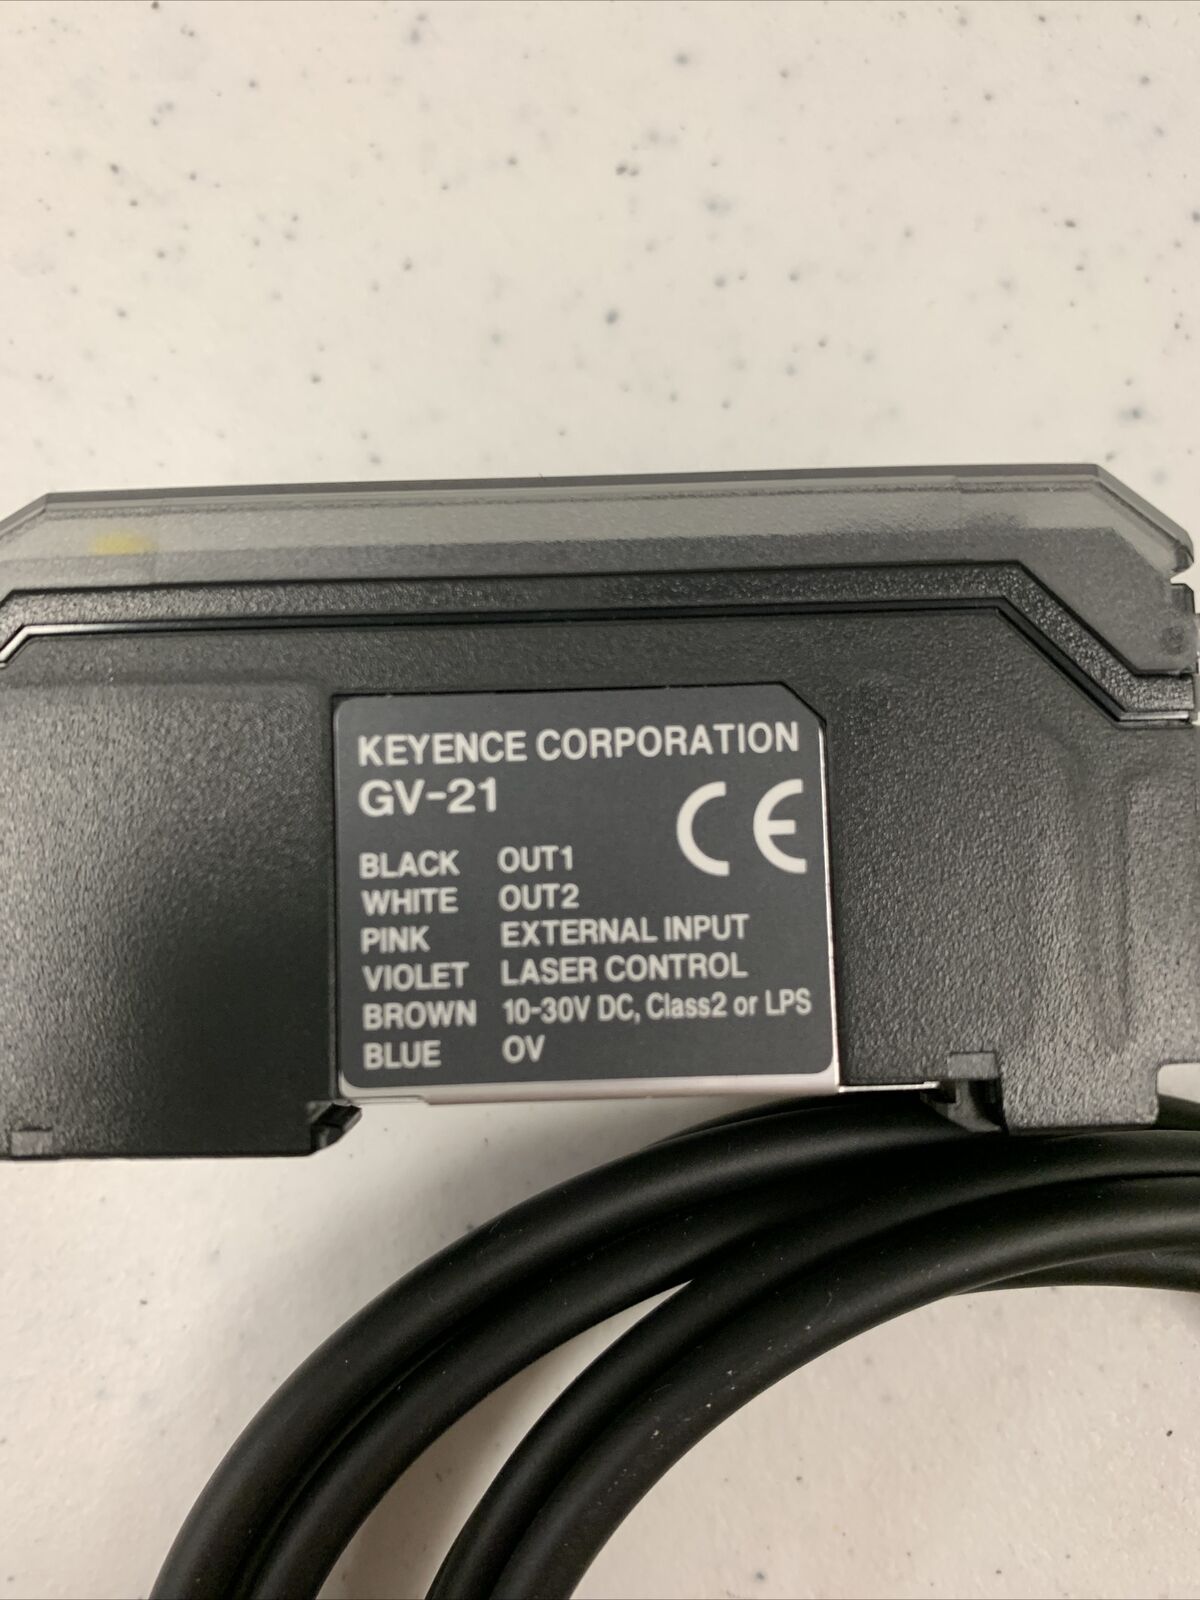 KEYENCE CORPORATION
GV-21
CE
BLACK OUT1
WHITE OUT2
PINK EXTERNAL INPUT
VIOLET LASER CONTROL
BROWN 10-30V DC, Class2 or LPS
BLUE 0V